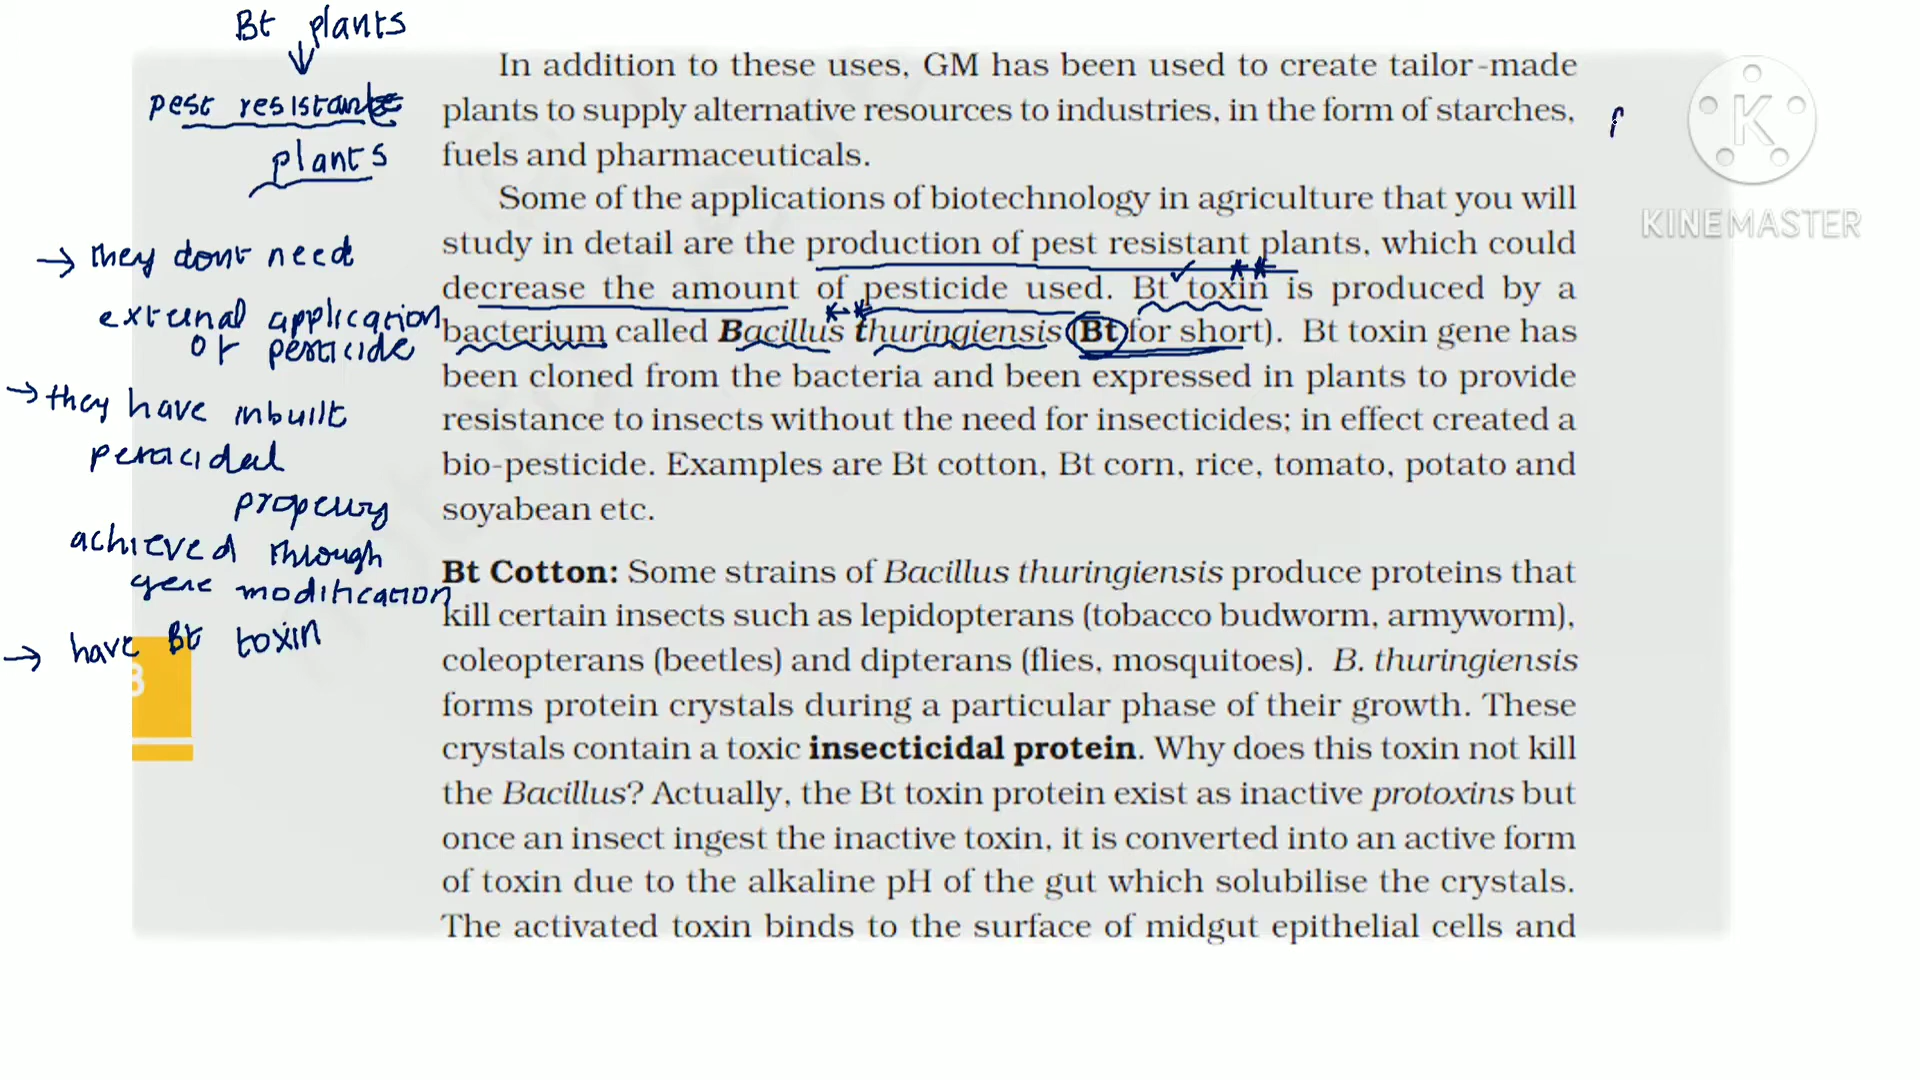 Bt plants
pest resistant
plants
→ they dont need
external application
of pesticide
→ they have inbuilt
property
achieved through
gene modification
→ have Bt toxin
In addition to these uses, GM has been used to create tailor-made
plants to supply alternative resources to industries, in the form of starches,
fuels and pharmaceuticals.
Some of the applications of biotechnology in agriculture that you will
study in detail are the production of pest resistant plants, which could
decrease the amount of pesticide used. Bt toxin is produced by a
bacterium called Bacillus thuringiensis (Bt for short). Bt toxin gene has
been cloned from the bacteria and been expressed in plants to provide
resistance to insects without the need for insecticides; in effect created a
bio-pesticide. Examples are Bt cotton, Bt corn, rice, tomato, potato and
soyabean etc.
Bt Cotton: Some strains of Bacillus thuringiensis produce proteins that
kill certain insects such as lepidopterans (tobacco budworm, armyworm),
coleopterans (beetles) and dipterans (flies, mosquitoes). B. thuringiensis
forms protein crystals during a particular phase of their growth. These
crystals contain a toxic insecticidal protein. Why does this toxin not kill
the Bacillus? Actually, the Bt toxin protein exist as inactive protoxins but
once an insect ingest the inactive toxin, it is converted into an active form
of toxin due to the alkaline pH of the gut which solubilise the crystals.
The activated toxin binds to the surface of midgut epithelial cells and
K
KINEMASTER